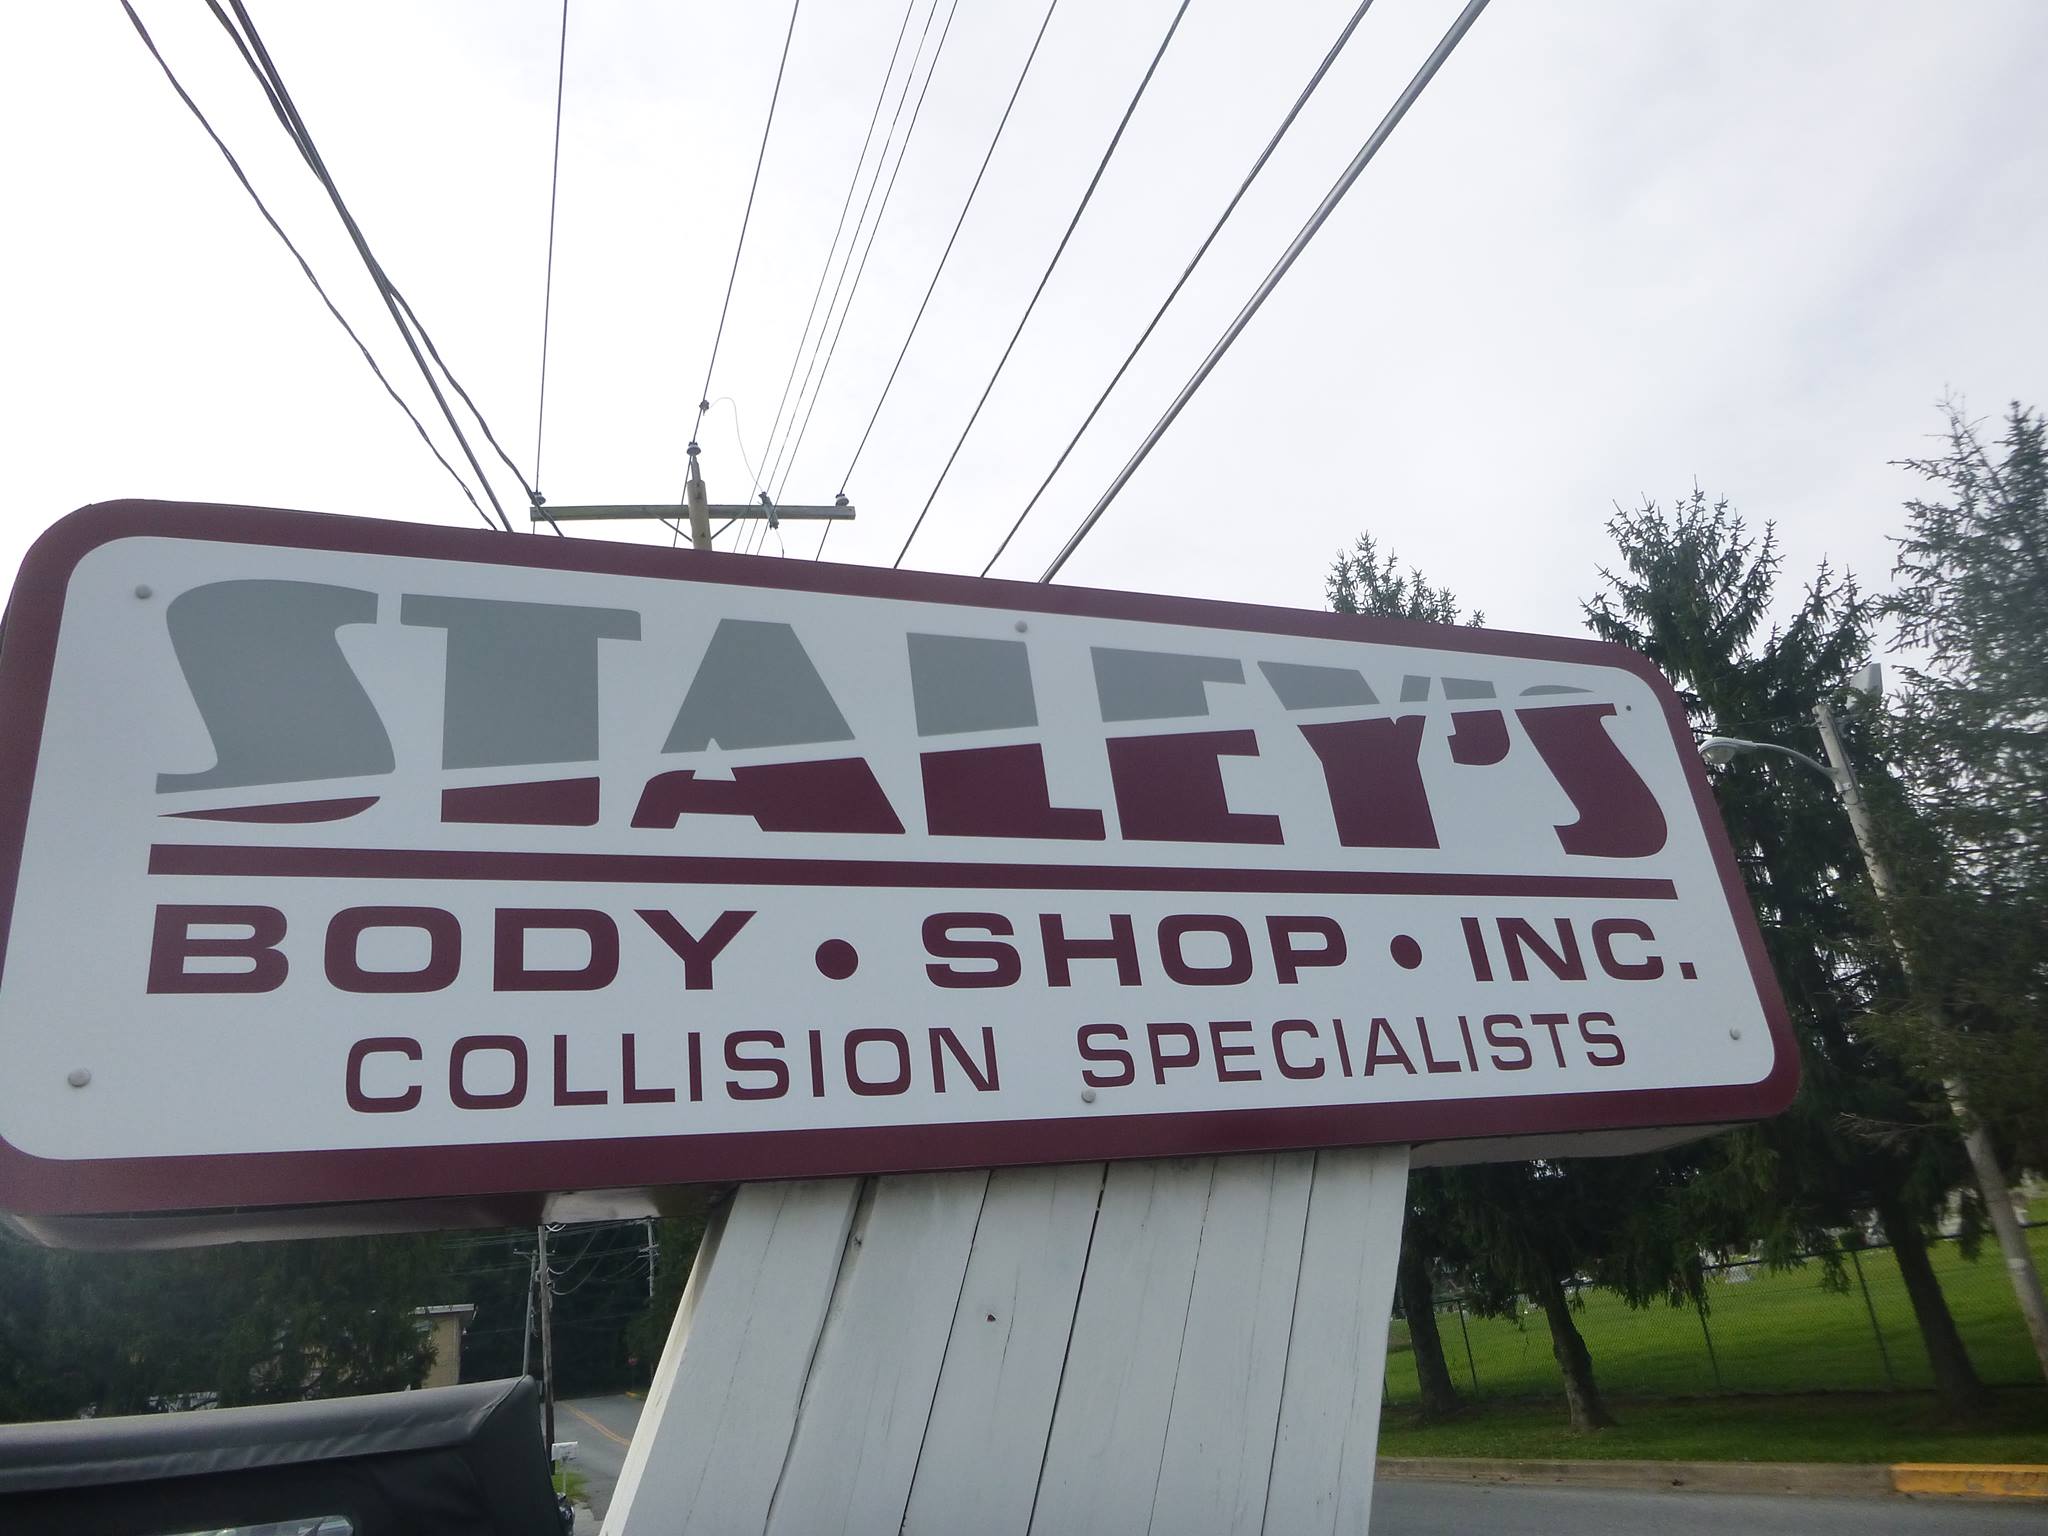 STALEY'S
BODY • SHOP • INC.
COLLISION SPECIALISTS